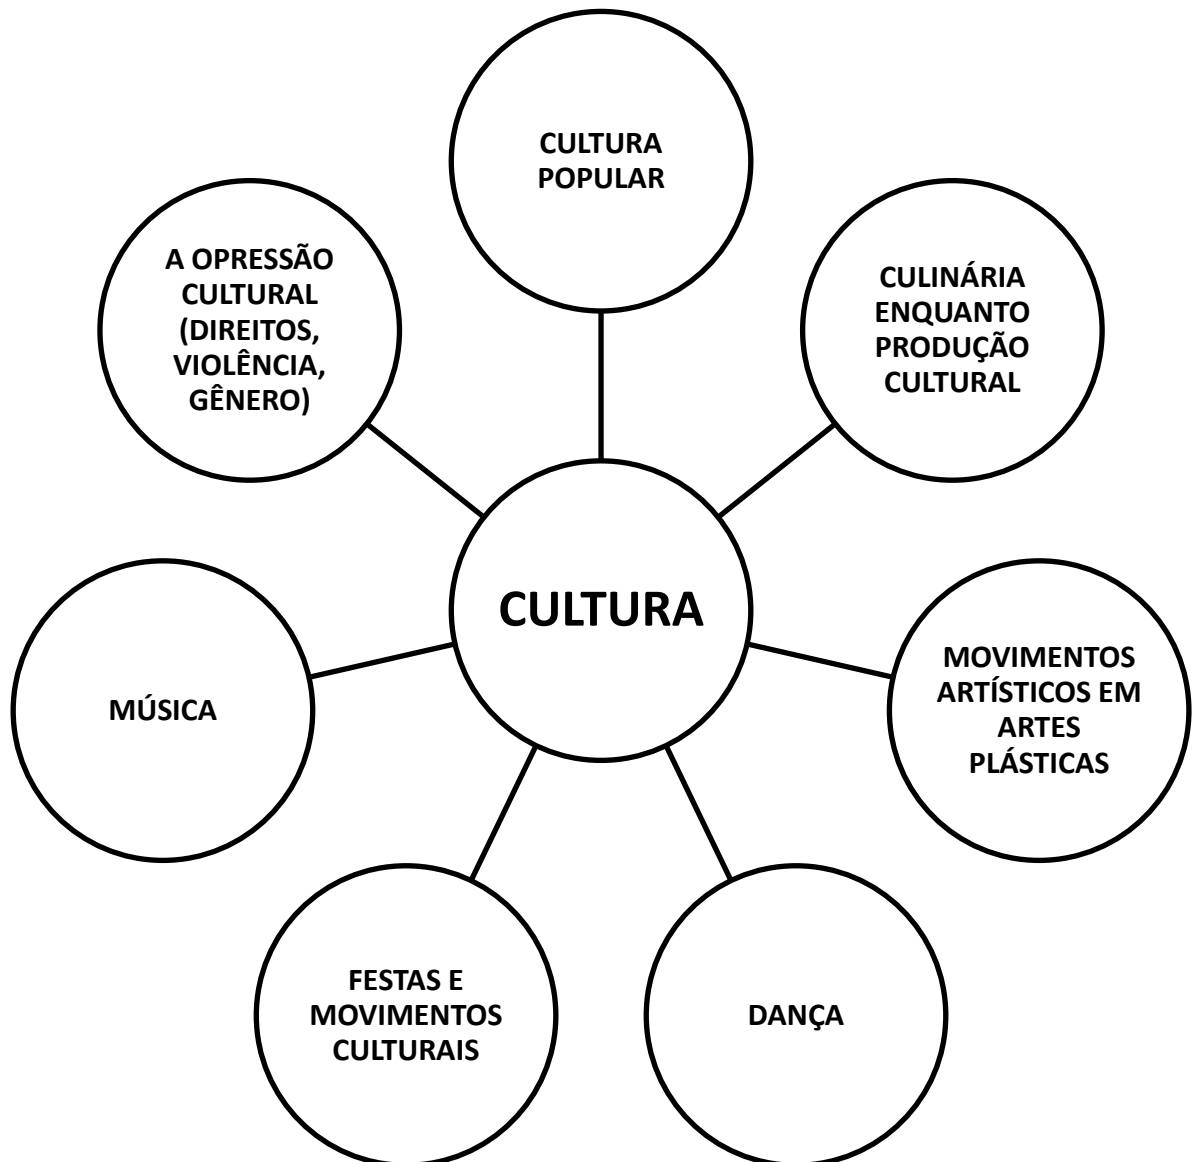 CULTURA
POPULAR
A OPRESSÃO
CULTURAL
(DIREITOS,
VIOLÊNCIA,
GÊNERO)
CULINÁRIA
ENQUANTO
PRODUÇÃO
CULTURAL
CULTURA
MÚSICA
MOVIMENTOS
ARTÍSTICOS EM
ARTES
PLÁSTICAS
FESTAS E
MOVIMENTOS
CULTURAIS
DANÇA